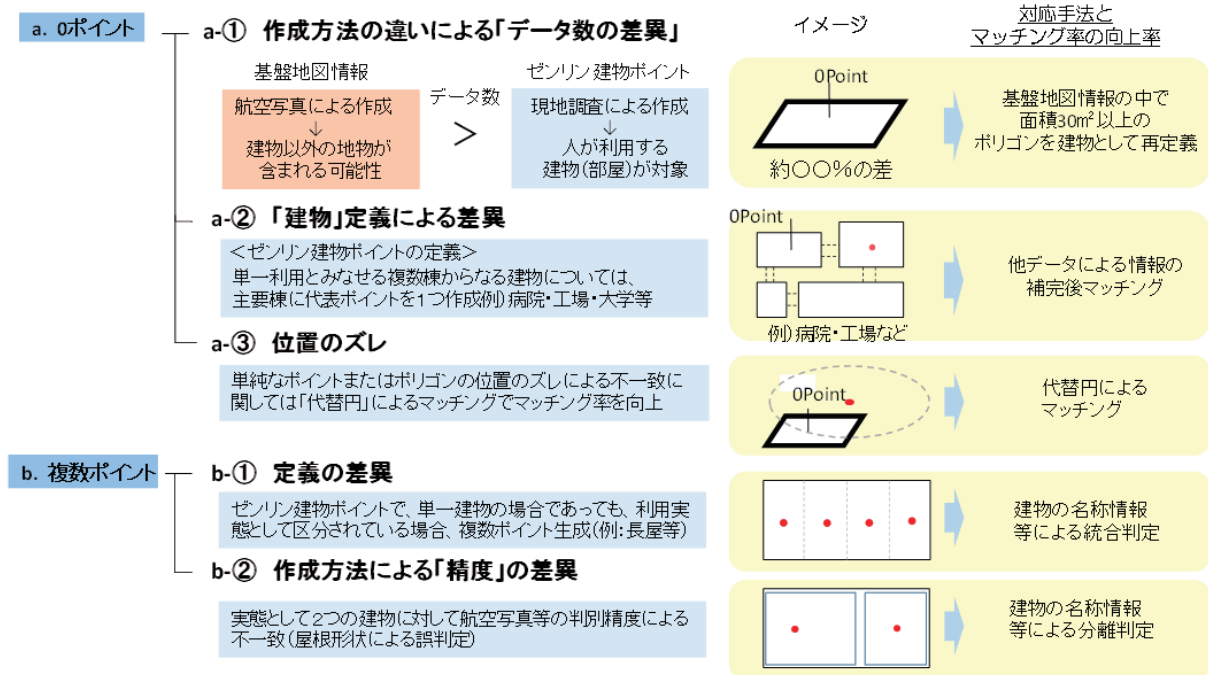 a. 0ポイント
a-① 作成方法の違いによる「データ数の差異」
イメージ
対応手法と
マッチング率の向上率
基盤地図情報
データ数
ゼンリン建物ポイント
航空写真による作成
↓
建物以外の地物が
含まれる可能性
>
現地調査による作成
↓
人が利用する
建物(部屋)が対象
0Point
約〇〇%の差
基盤地図情報の中で
面積30m²以上の
ポリゴンを建物として再定義
a-② 「建物」定義による差異
<ゼンリン建物ポイントの定義>
単一利用とみなせる複数棟からなる建物については、
主要棟に代表ポイントを1つ作成例)病院・工場・大学等
0Point
例)病院・工場など
他データによる情報の
補完後マッチング
a-③ 位置のズレ
単純なポイントまたはポリゴンの位置のズレによる不一致に
関しては「代替円」によるマッチングでマッチング率を向上
0Point
代替円による
マッチング
b. 複数ポイント
b-① 定義の差異
ゼンリン建物ポイントで、単一建物の場合であっても、利用実
態として区分されている場合、複数ポイント生成(例:長屋等)
建物の名称情報
等による統合判定
b-② 作成方法による「精度」の差異
実態として2つの建物に対して航空写真等の判別精度による
不一致(屋根形状による誤判定)
建物の名称情報
等による分離判定